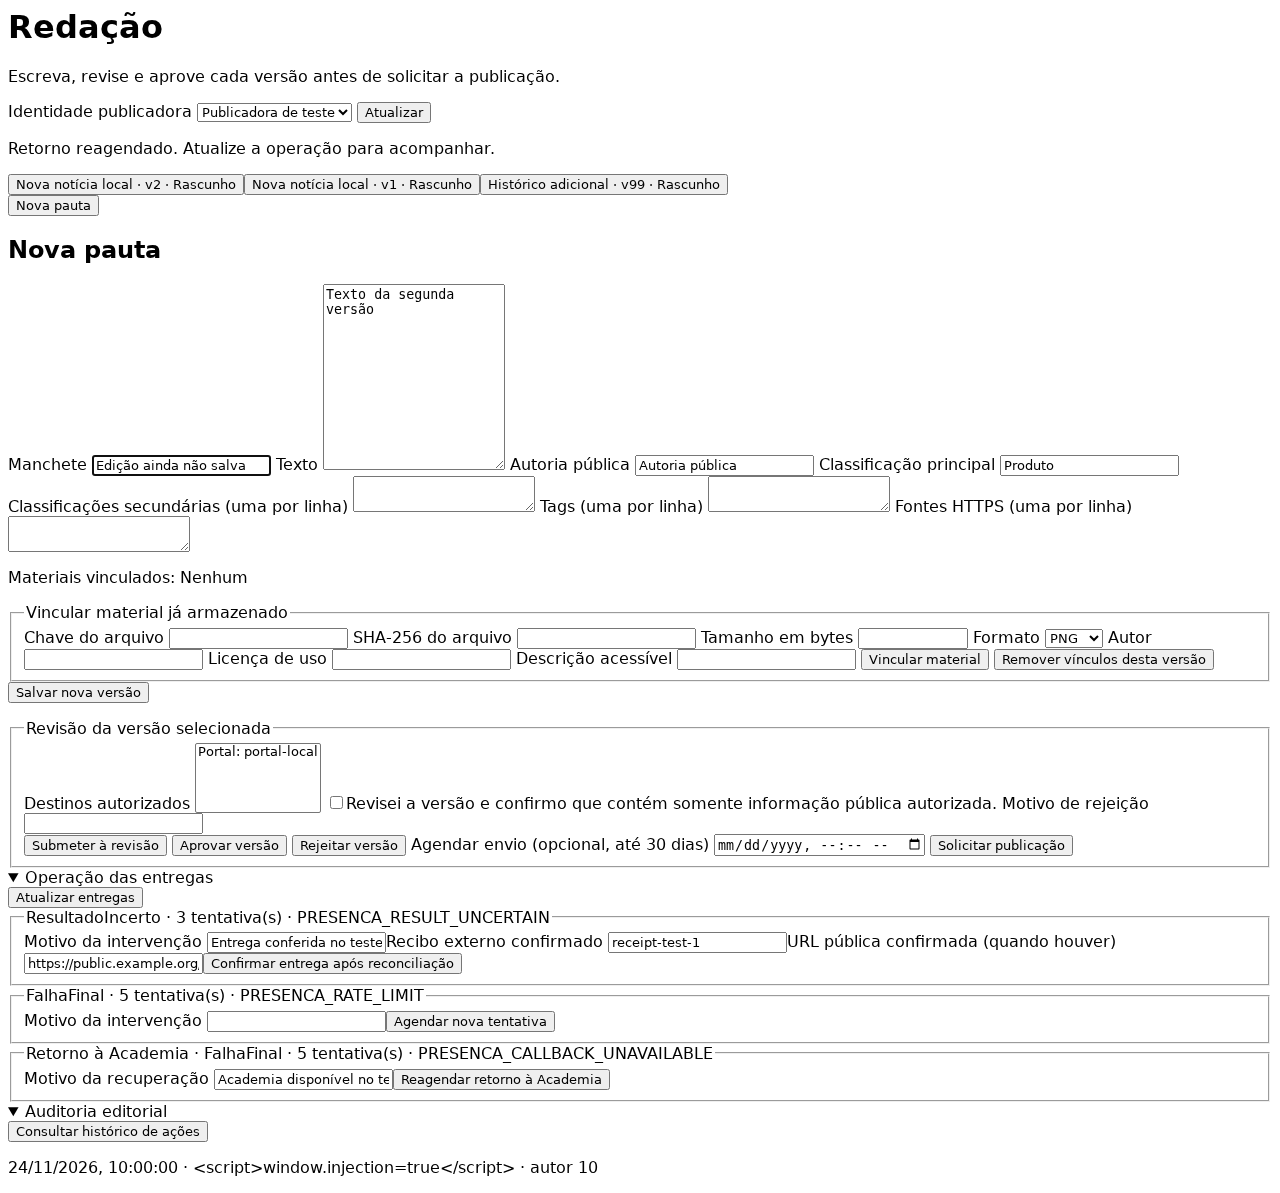 Redação
Escreva, revise e aprove cada versão antes de solicitar a publicação.
Identidade publicadora Publicadora de teste Atualizar
Retorno reagendado. Atualize a operação para acompanhar.
Nova notícia local · v2 · Rascunho Nova notícia local · v1 · Rascunho Histórico adicional · v99 · Rascunho
Nova pauta
Nova pauta
Texto da segunda
versão
Manchete Edição ainda não salva Texto Autoria pública Autoria pública Classificação principal Produto
Classificações secundárias (uma por linha) Tags (uma por linha) Fontes HTTPS (uma por linha)
Materiais vinculados: Nenhum
Vincular material já armazenado
Chave do arquivo SHA-256 do arquivo Tamanho em bytes Formato PNG Autor
Licença de uso Descrição acessível Vincular material Remover vínculos desta versão
Salvar nova versão
Revisão da versão selecionada
Portal: portal-local
Destinos autorizados Revisei a versão e confirmo que contém somente informação pública autorizada. Motivo de rejeição
Submeter à revisão Aprovar versão Rejeitar versão Agendar envio (opcional, até 30 dias) mm/dd/yyyy, --:-- -- Solicitar publicação
Operação das entregas
Atualizar entregas
ResultadoIncerto · 3 tentativa(s) · PRESENCA_RESULT_UNCERTAIN
Motivo da intervenção Entrega conferida no teste Recibo externo confirmado receipt-test-1 URL pública confirmada (quando houver)
https://public.example.org/ Confirmar entrega após reconciliação
FalhaFinal · 5 tentativa(s) · PRESENCA_RATE_LIMIT
Motivo da intervenção Agendar nova tentativa
Retorno à Academia · FalhaFinal · 5 tentativa(s) · PRESENCA_CALLBACK_UNAVAILABLE
Motivo da recuperação Academia disponível no te Reagendar retorno à Academia
Auditoria editorial
Consultar histórico de ações
24/11/2026, 10:00:00 · <script>window.injection=true</script> · autor 10